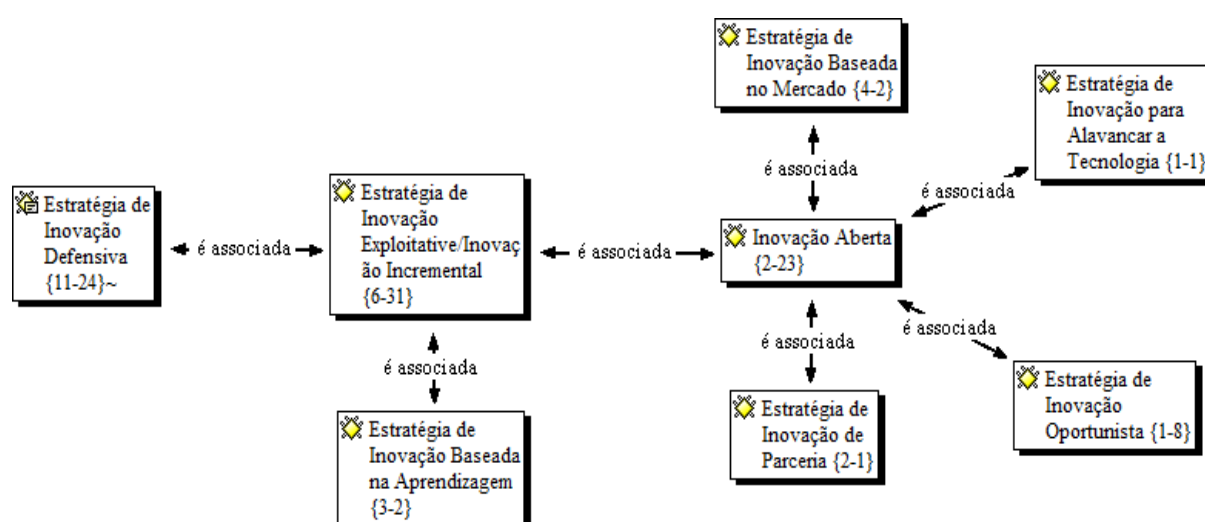 Estratégia de
Inovação Baseada
no Mercado {4-2}
Estratégia de
Inovação para
Alavancar a
Tecnologia {1-1}
é associada
é associada
Estratégia de
Inovação
Defensiva
{11-24}~
é associada
Estratégia de
Inovação
Exploitative/Inovaç
ão Incremental
{6-31}
é associada
Inovação Aberta
{2-23}
é associada
é associada
é associada
Estratégia de
Inovação Baseada
na Aprendizagem
{3-2}
Estratégia de
Inovação de
Parceria {2-1}
Estratégia de
Inovação
Oportunista {1-8}